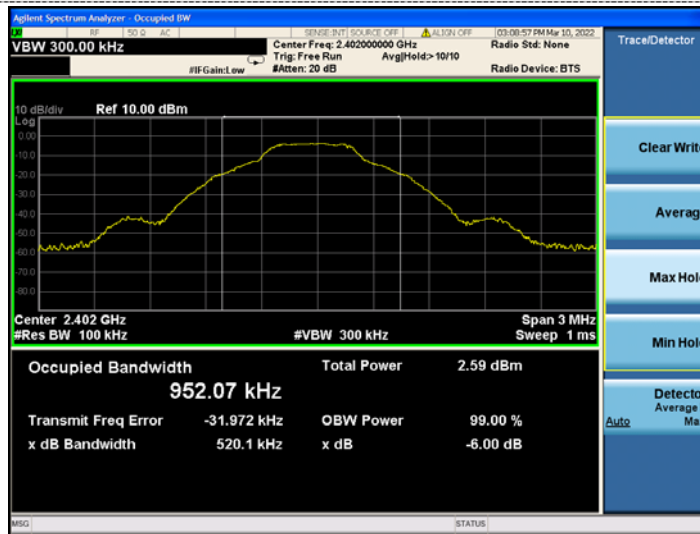 Agilent Spectrum Analyzer - Occupied BW
RF 50 Ω AC SENSE:INT SOURCE OFF ALIGN OFF 03:08:57 PM Mar 10, 2022
VBW 300.00 kHz Center Freq: 2.402000000 GHz Radio Std: None Trace/Detector
Trig: Free Run Avg|Hold:> 10/10
#IFGain:Low #Atten: 20 dB Radio Device: BTS
10 dB/div Ref 10.00 dBm
Log
0.00
-10.0
-20.0
-30.0
-40.0
-50.0
-60.0
-70.0
-80.0
Clear Write
Averag
Max Hol
Min Hol
Center 2.402 GHz Span 3 MHz
#Res BW 100 kHz #VBW 300 kHz Sweep 1 ms
Occupied Bandwidth Total Power 2.59 dBm
952.07 kHz
Transmit Freq Error -31.972 kHz OBW Power 99.00 %
x dB Bandwidth 520.1 kHz x dB -6.00 dB
Detecto
Average
Auto Ma
MSG STATUS